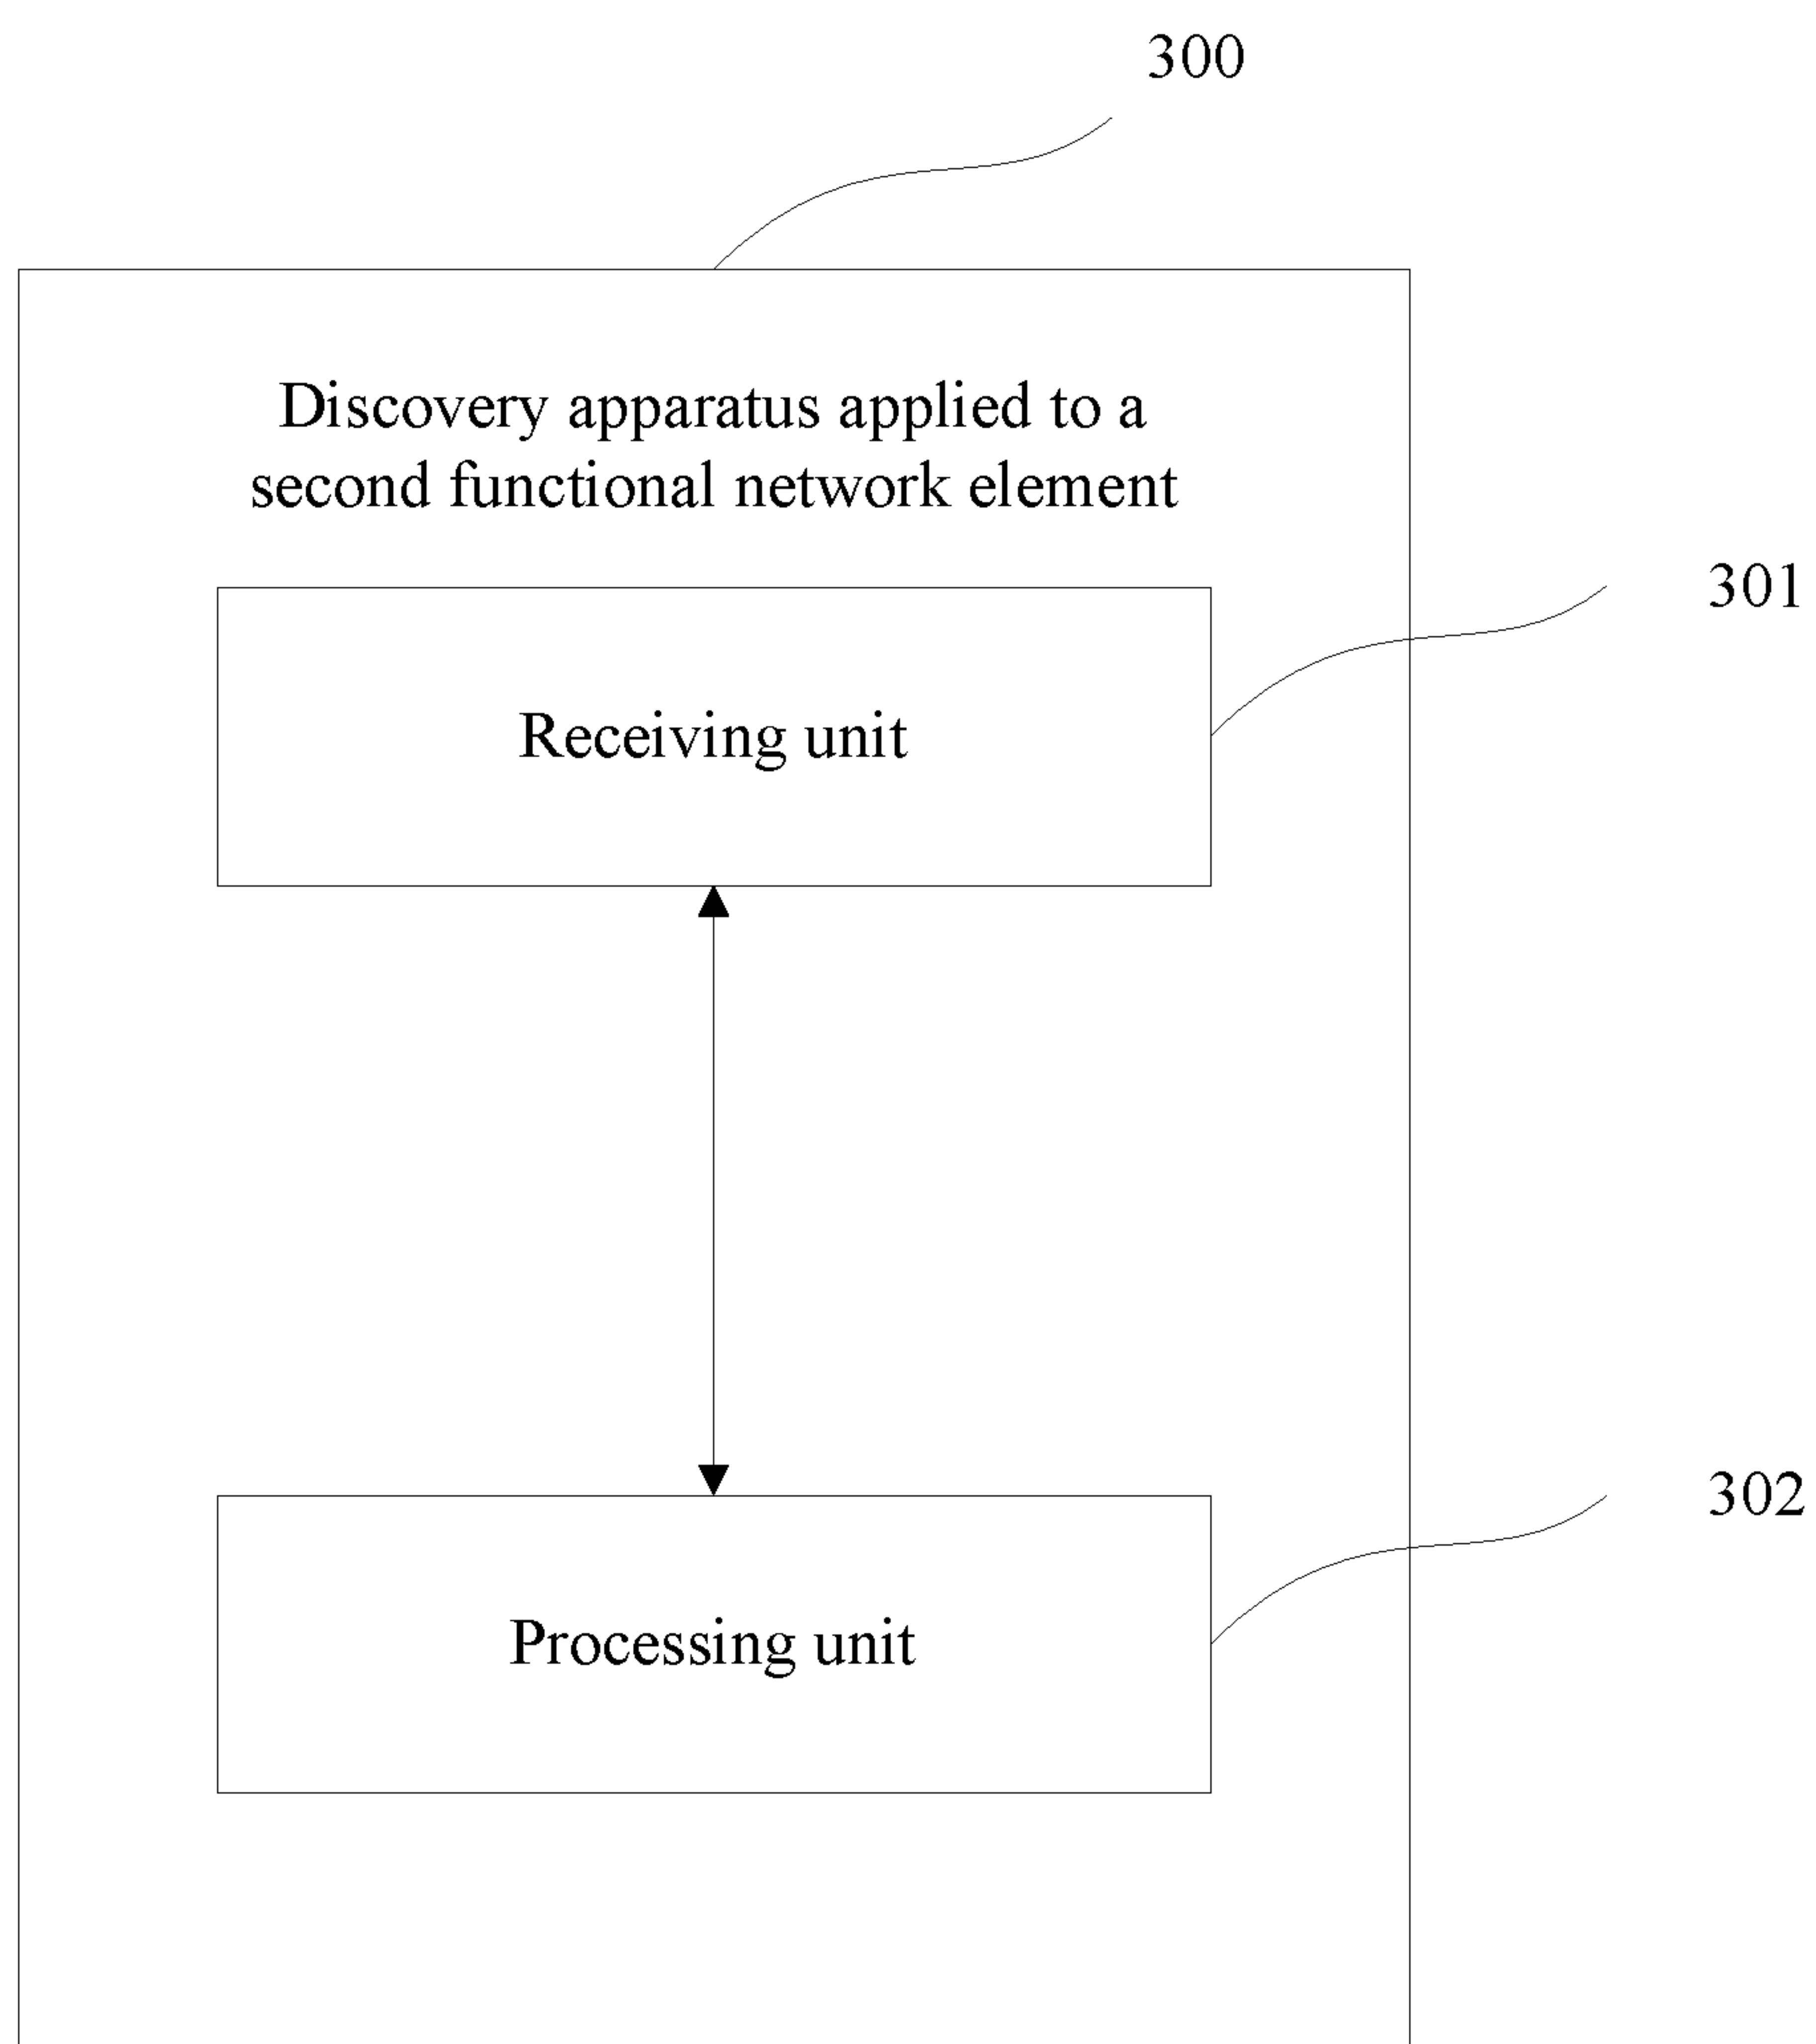 300
Discovery apparatus applied to a
second functional network element
301
Receiving unit
302
Processing unit